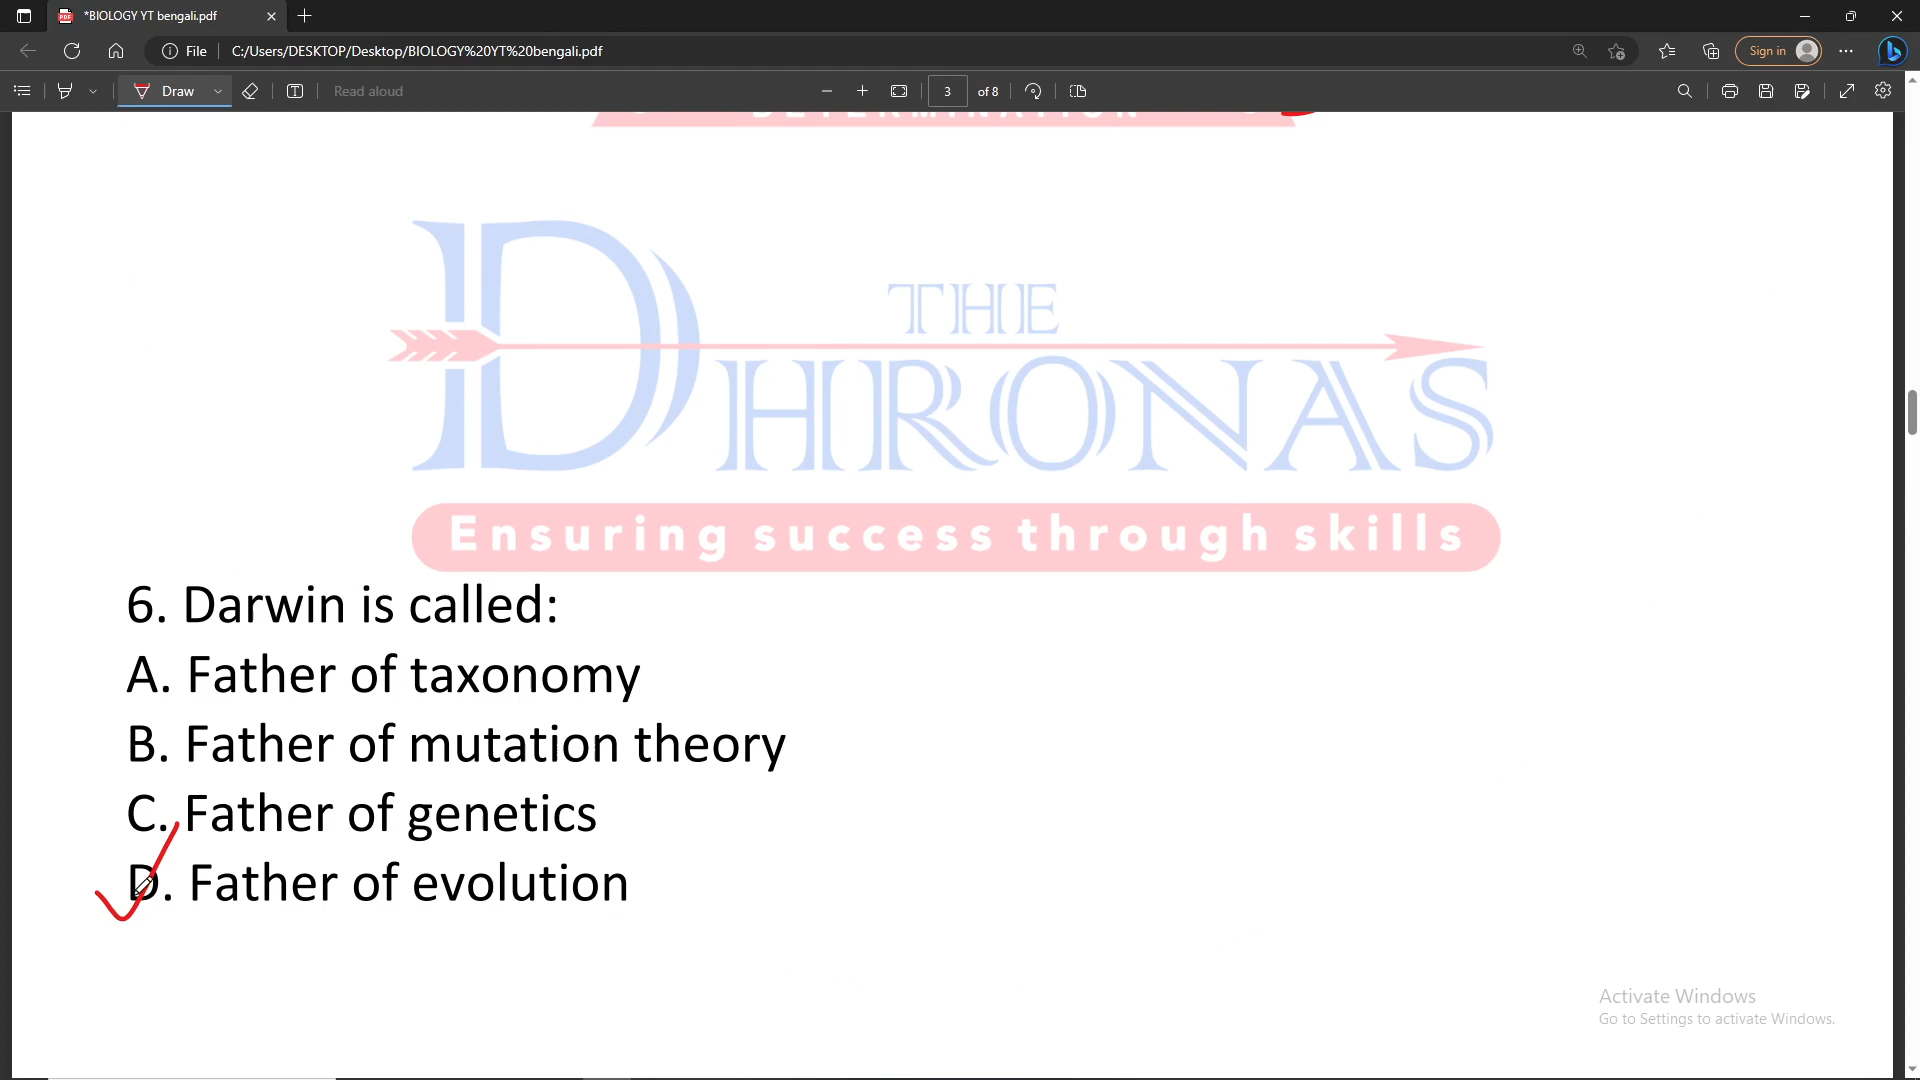 *BIOLOGY YT bengali.pdf
File
C:/Users/DESKTOP/Desktop/BIOLOGY%20YT%20bengali.pdf
Sign in
Draw
Read aloud
3 of 8
DETERMINATION
THE
DHRONAS
Ensuring success through skills
6. Darwin is called:
A. Father of taxonomy
B. Father of mutation theory
C. Father of genetics
D. Father of evolution
Activate Windows
Go to Settings to activate Windows.